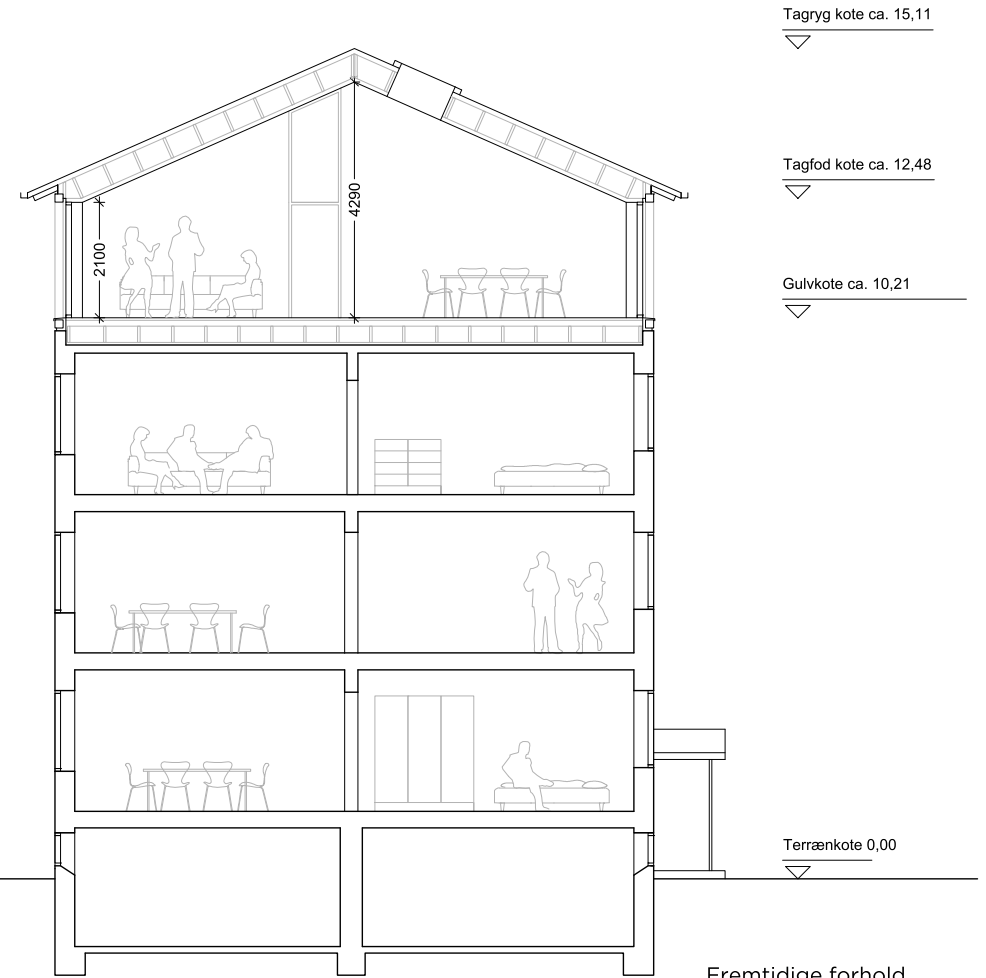 Tagryg kote ca. 15,11
Tagfod kote ca. 12,48
4290
2100
Gulvkote ca. 10,21
Terrænkote 0,00
Fremtidige forhold